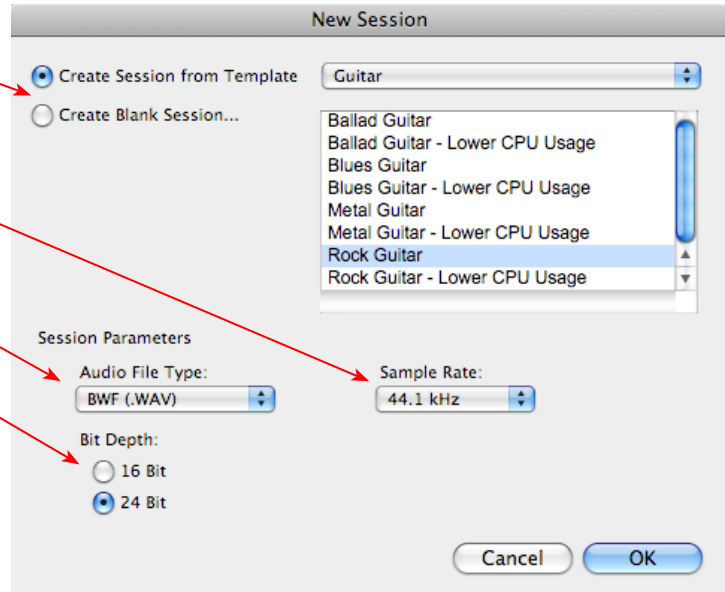 New Session
Create Session from Template
Guitar
Create Blank Session...
Ballad Guitar
Ballad Guitar - Lower CPU Usage
Blues Guitar
Blues Guitar - Lower CPU Usage
Metal Guitar
Metal Guitar - Lower CPU Usage
Rock Guitar
Rock Guitar - Lower CPU Usage
Session Parameters
Audio File Type:
Sample Rate:
BWF (.WAV)
44.1 kHz
Bit Depth:
16 Bit
24 Bit
Cancel
OK